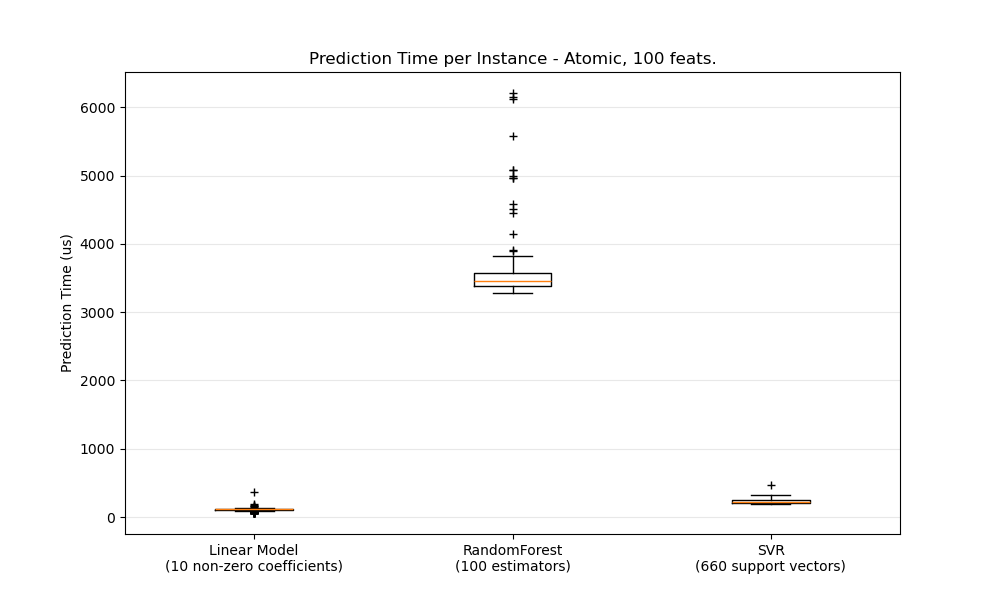 Prediction Time per Instance - Atomic, 100 feats.
Prediction Time (us)
6000
5000
4000
3000
2000
1000
0
Linear Model
(10 non-zero coefficients)
RandomForest
(100 estimators)
SVR
(660 support vectors)